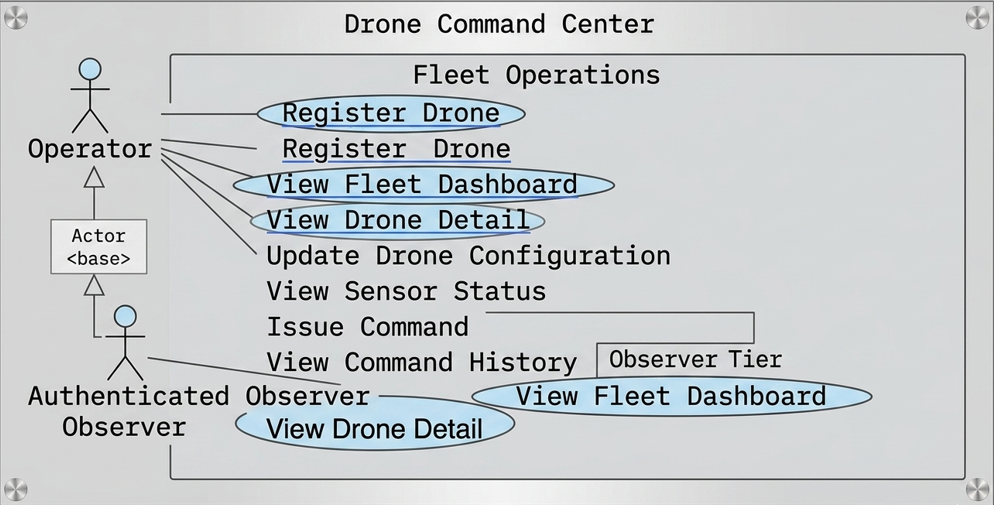 Drone Command Center
Fleet Operations
Register Drone
Operator
Register Drone
View Fleet Dashboard
View Drone Detail
Actor
<base>
Update Drone Configuration
View Sensor Status
Issue Command
View Command History
Observer Tier
Authenticated Observer
View Fleet Dashboard
Observer
View Drone Detail